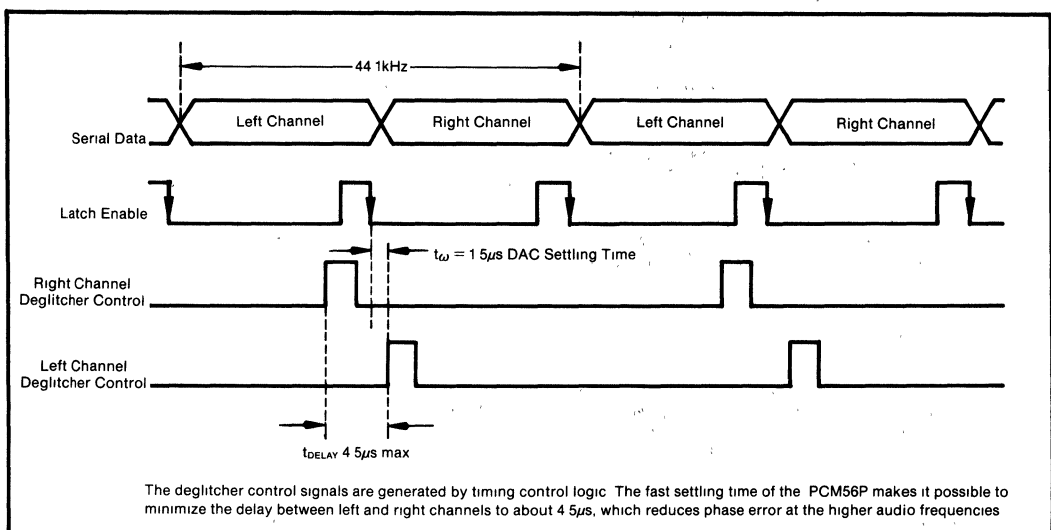 44 1kHz
Serial Data
Left Channel
Right Channel
Left Channel
Right Channel
Latch Enable
tω = 1 5μs DAC Settling Time
Right Channel
Deglitcher Control
Left Channel
Deglitcher Control
tDELAY 4 5μs max
The deglitcher control signals are generated by timing control logic The fast settling time of the PCM56P makes it possible to
minimize the delay between left and right channels to about 4 5μs, which reduces phase error at the higher audio frequencies